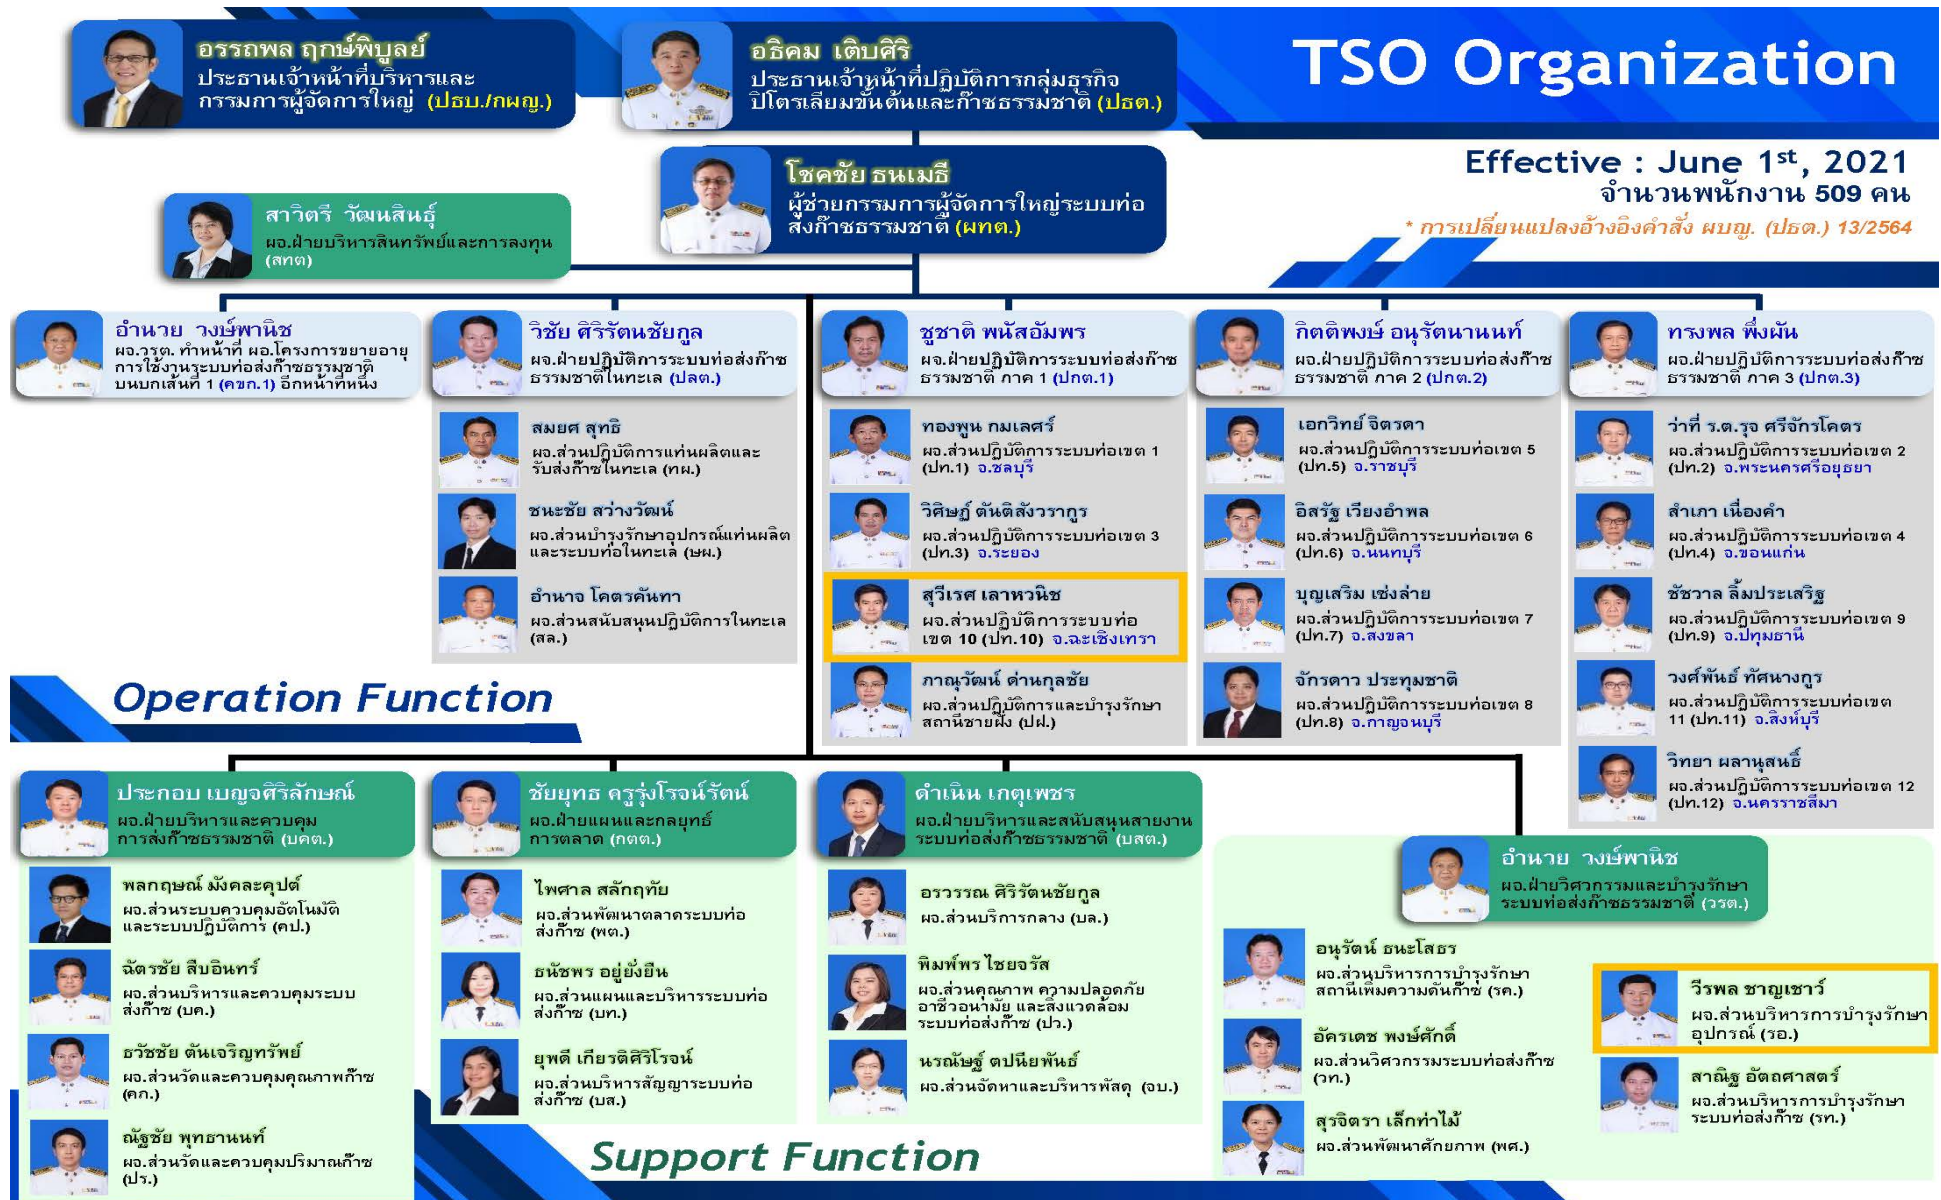 อรรถพล ฤกษ์พิบูลย์
ประธานเจ้าหน้าที่บริหารและ
กรรมการผู้จัดการใหญ่ (ปธบ./กผญ.)
อธิคม เติบศิริ
ประธานเจ้าหน้าที่ปฏิบัติการกลุ่มธุรกิจ
ปิโตรเลียมขั้นต้นและก๊าซธรรมชาติ (ปธต.)
TSO Organization
โชคชัย ธนเมธี
ผู้ช่วยกรรมการผู้จัดการใหญ่ระบบท่อ
ส่งก๊าซธรรมชาติ (ผทต.)
Effective : June 1st, 2021
จำนวนพนักงาน 509 คน
* การเปลี่ยนแปลงอ้างอิงคำสั่ง ผบญ. (ปธต.) 13/2564
สาวิตรี วัฒนสินธุ์
ผจ.ฝ่ายบริหารสินทรัพย์และการลงทุน
(สทต)
อำนวย วงษ์พานิช
ผจ.วรต. ทำหน้าที่ ผอ.โครงการขยายอายุ
การใช้งานระบบท่อส่งก๊าซธรรมชาติ
บนบกเส้นที่ 1 (คขก.1) อีกหน้าที่หนึ่ง
วิชัย ศิริรัตนชัยกูล
ผจ.ฝ่ายปฏิบัติการระบบท่อส่งก๊าซ
ธรรมชาติในทะเล (ปลต.)
สมยศ สุทธิ
ผจ.ส่วนปฏิบัติการแท่นผลิตและ
รับส่งก๊าซในทะเล (ทผ.)
ชนะชัย สว่างวัฒน์
ผจ.ส่วนบำรุงรักษาอุปกรณ์แท่นผลิต
และระบบท่อในทะเล (ษผ.)
อำนาจ โคตรคันทา
ผจ.ส่วนสนับสนุนปฏิบัติการในทะเล
(สล.)
ชูชาติ พนัสอัมพร
ผจ.ฝ่ายปฏิบัติการระบบท่อส่งก๊าซ
ธรรมชาติ ภาค 1 (ปกต.1)
ทองพูน กมเลศร์
ผจ.ส่วนปฏิบัติการระบบท่อเขต 1
(ปท.1) จ.ชลบุรี
วิศิษฏ์ ตันติสังวรากูร
ผจ.ส่วนปฏิบัติการระบบท่อเขต 3
(ปท.3) จ.ระยอง
สุวีเรศ เลาหวนิช
ผจ.ส่วนปฏิบัติการระบบท่อ
เขต 10 (ปท.10) จ.ฉะเชิงเทรา
ภาณุวัฒน์ ด่านกุลชัย
ผจ.ส่วนปฏิบัติการและบำรุงรักษา
สถานีชายฝั่ง (ปฝ.)
กิตติพงษ์ อนุรัตนานนท์
ผจ.ฝ่ายปฏิบัติการระบบท่อส่งก๊าซ
ธรรมชาติ ภาค 2 (ปกต.2)
เอกวิทย์ จิตรดา
ผจ.ส่วนปฏิบัติการระบบท่อเขต 5
(ปท.5) จ.ราชบุรี
อิสรัฐ เวียงอำพล
ผจ.ส่วนปฏิบัติการระบบท่อเขต 6
(ปท.6) จ.นนทบุรี
บุญเสริม เซ่งล่าย
ผจ.ส่วนปฏิบัติการระบบท่อเขต 7
(ปท.7) จ.สงขลา
จักรดาว ประทุมชาติ
ผจ.ส่วนปฏิบัติการระบบท่อเขต 8
(ปท.8) จ.กาญจนบุรี
ทรงพล พึ่งผัน
ผจ.ฝ่ายปฏิบัติการระบบท่อส่งก๊าซ
ธรรมชาติ ภาค 3 (ปกต.3)
ว่าที่ ร.ต.รุจ ศรีจักรโคตร
ผจ.ส่วนปฏิบัติการระบบท่อเขต 2
(ปท.2) จ.พระนครศรีอยุธยา
สำเภา เนื่องคำ
ผจ.ส่วนปฏิบัติการระบบท่อเขต 4
(ปท.4) จ.ขอนแก่น
ชัชวาล ลิ้มประเสริฐ
ผจ.ส่วนปฏิบัติการระบบท่อเขต 9
(ปท.9) จ.ปทุมธานี
วงศ์พันธ์ ทัศนางกูร
ผจ.ส่วนปฏิบัติการระบบท่อเขต
11 (ปท.11) จ.สิงห์บุรี
วิทยา ผลานุสนธิ์
ผจ.ส่วนปฏิบัติการระบบท่อเขต 12
(ปท.12) จ.นครราชสีมา
Operation Function
ประกอบ เบญจศิริลักษณ์
ผจ.ฝ่ายบริหารและควบคุม
การส่งก๊าซธรรมชาติ (บคต.)
พลกฤษณ์ มังคละคุปต์
ผจ.ส่วนระบบควบคุมอัตโนมัติ
และระบบปฏิบัติการ (คป.)
ฉัตรชัย สืบอินทร์
ผจ.ส่วนบริหารและควบคุมระบบ
ส่งก๊าซ (บค.)
ธวัชชัย ตันเจริญทรัพย์
ผจ.ส่วนวัดและควบคุมคุณภาพก๊าซ
(คก.)
ณัฐชัย พุทธานนท์
ผจ.ส่วนวัดและควบคุมปริมาณก๊าซ
(ปร.)
ชัยยุทธ ครูรุ่งโรจน์รัตน์
ผจ.ฝ่ายแผนและกลยุทธ์
การตลาด (กตต.)
ไพศาล สลักฤทัย
ผจ.ส่วนพัฒนาตลาดระบบท่อ
ส่งก๊าซ (พต.)
ธนัชพร อยู่ยั่งยืน
ผจ.ส่วนแผนและบริหารระบบท่อ
ส่งก๊าซ (บท.)
ยุพดี เกียรติศิริโรจน์
ผจ.ส่วนบริหารสัญญาระบบท่อ
ส่งก๊าซ (บส.)
ดำเนิน เกตุเพชร
ผจ.ฝ่ายบริหารและสนับสนุนสายงาน
ระบบท่อส่งก๊าซธรรมชาติ (บสต.)
อรวรรณ ศิริรัตนชัยกูล
ผจ.ส่วนบริการกลาง (บล.)
พิมพ์พร ไชยจรัส
ผจ.ส่วนคุณภาพ ความปลอดภัย
อาชีวอนามัย และสิ่งแวดล้อม
ระบบท่อส่งก๊าซ (ปว.)
นรณัษฐ์ ตปนียพันธ์
ผจ.ส่วนจัดหาและบริหารพัสดุ (จบ.)
อำนวย วงษ์พานิช
ผจ.ฝ่ายวิศวกรรมและบำรุงรักษา
ระบบท่อส่งก๊าซธรรมชาติ (วรต.)
อนุรัตน์ ธนะโสธร
ผจ.ส่วนบริหารการบำรุงรักษา
สถานีเพิ่มความดันก๊าซ (รค.)
อัครเดช พงษ์ศักดิ์
ผจ.ส่วนวิศวกรรมระบบท่อส่งก๊าซ
(วท.)
สุรจิตรา เล็กท่าไม้
ผจ.ส่วนพัฒนาศักยภาพ (พศ.)
วีรพล ชาญเชาว์
ผจ.ส่วนบริหารการบำรุงรักษา
อุปกรณ์ (รอ.)
สาณิฐ อัตถศาสตร์
ผจ.ส่วนบริหารการบำรุงรักษา
ระบบท่อส่งก๊าซ (รท.)
Support Function